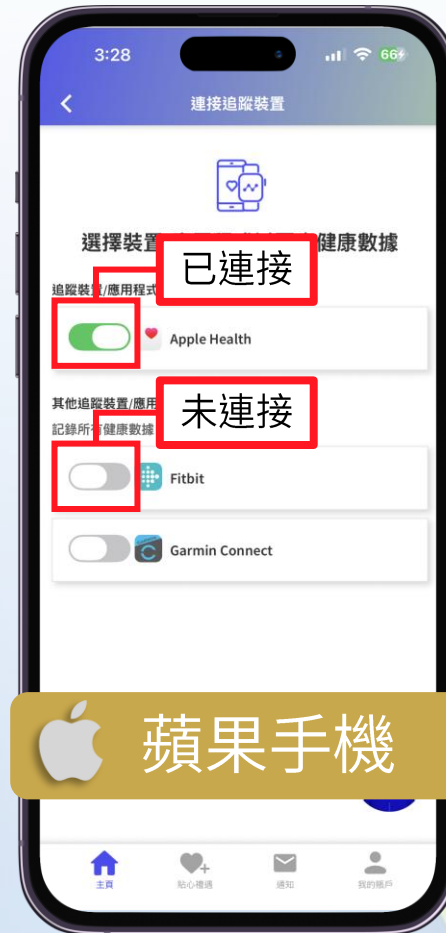 3:28
66
連接追蹤裝置
選擇裝置
健康數據
已連接
追蹤裝置/應用程式
Apple Health
其他追蹤裝置/應用
未連接
記錄所有健康數據
Fitbit
Garmin Connect
蘋果手機
主頁
貼心禮遇
通知
我的賬戶